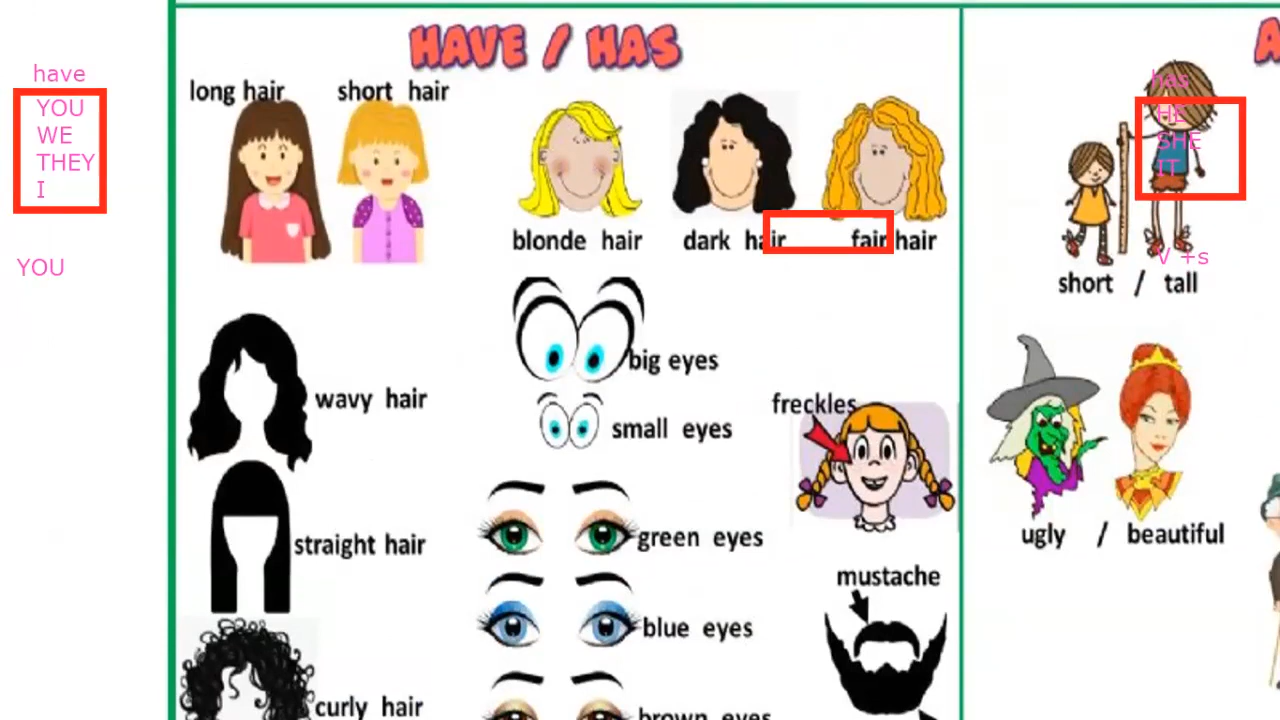 HAVE / HAS
long hair
short hair
have
YOU
WE
THEY
I
YOU
blonde hair
dark hair
fair hair
wavy hair
big eyes
small eyes
freckles
straight hair
green eyes
mustache
blue eyes
curly hair
brown eyes
A
has
HE
SHE
IT
V +s
short / tall
ugly / beautiful